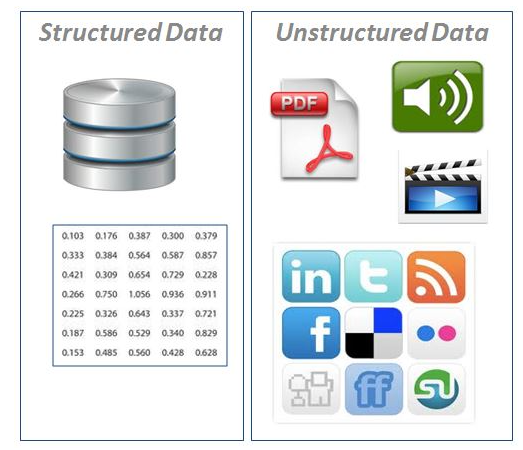 Structured Data
0.103 0.176 0.387 0.300 0.379
0.333 0.384 0.564 0.587 0.857
0.421 0.309 0.654 0.729 0.228
0.266 0.750 1.056 0.936 0.911
0.225 0.326 0.643 0.337 0.721
0.187 0.586 0.529 0.340 0.829
0.153 0.485 0.560 0.428 0.628
Unstructured Data
PDF
in t
f
ff su